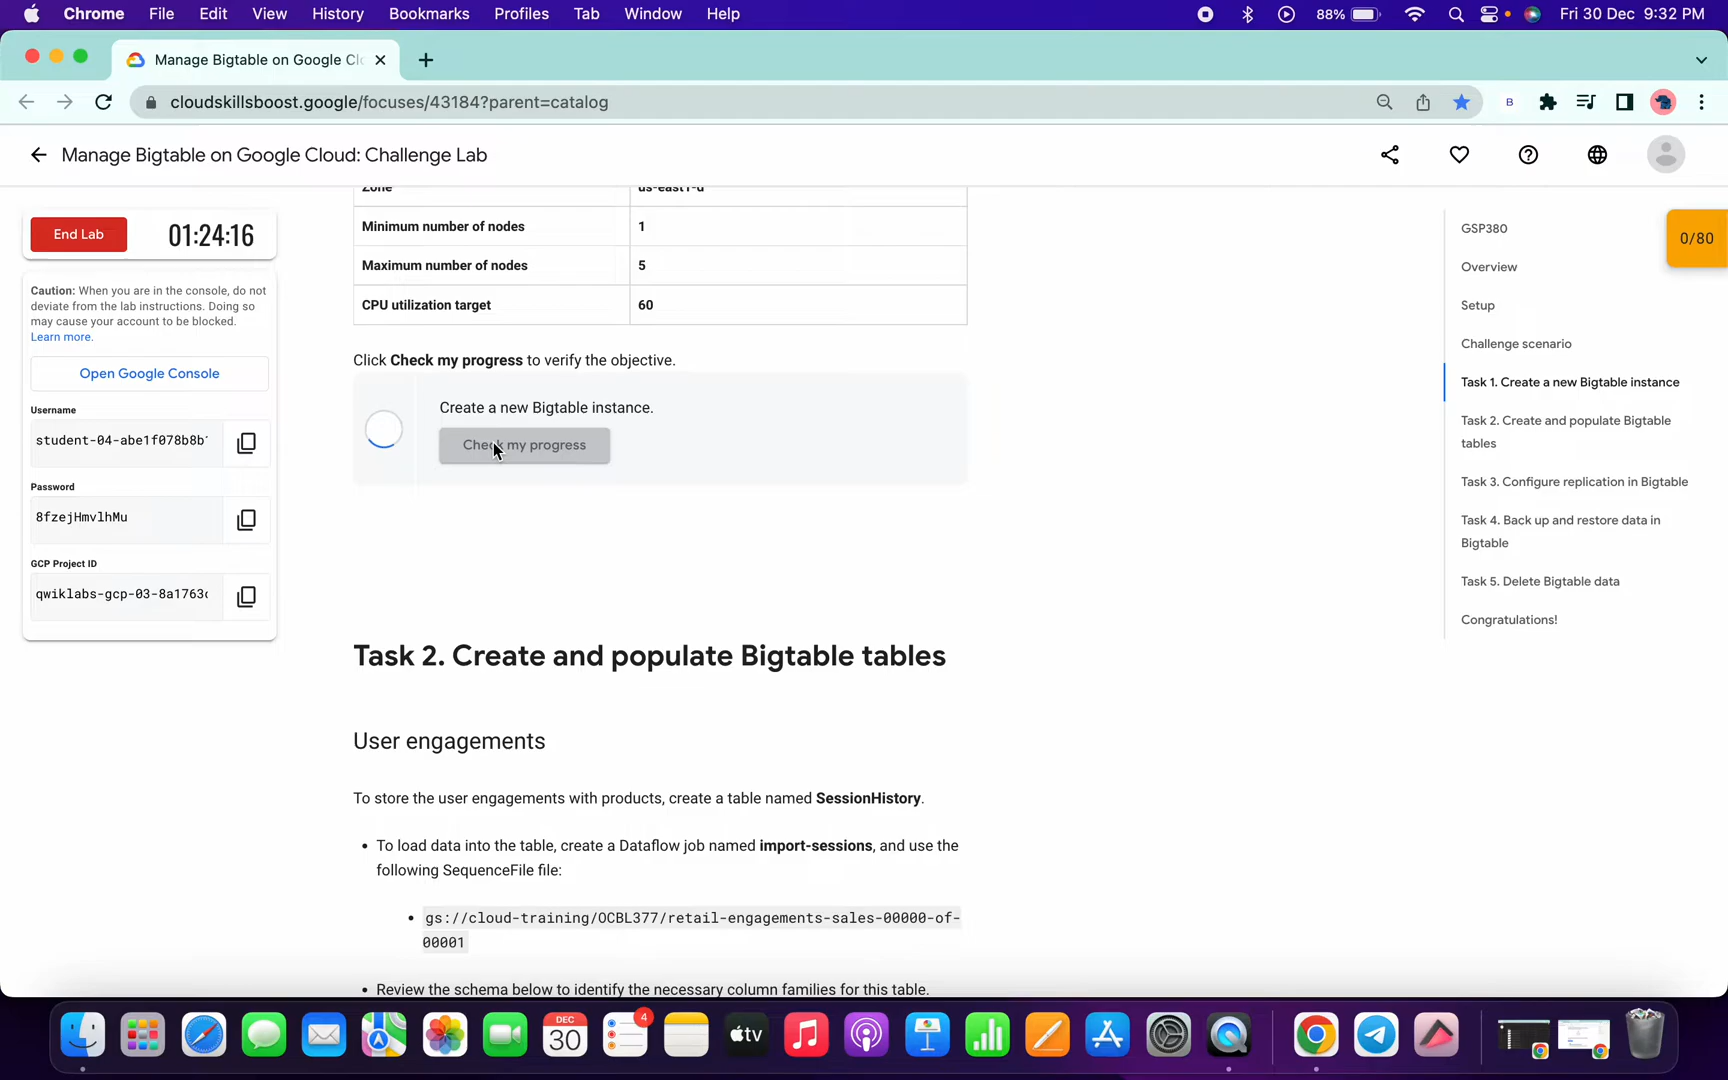 Chrome File Edit View History Bookmarks Profiles Tab Window Help 88% Fri 30 Dec 9:32 PM
Manage Bigtable on Google Cl
cloudskillsboost.google/focuses/43184?parent=catalog
B
Manage Bigtable on Google Cloud: Challenge Lab
End Lab 01:24:16
Caution: When you are in the console, do not
deviate from the lab instructions. Doing so
may cause your account to be blocked.
Learn more.
Open Google Console
Username
student-04-abe1f078b8b
Password
8fzejHmvlhMu
GCP Project ID
qwiklabs-gcp-03-8a1763
Zone us-east1-d
Minimum number of nodes 1
Maximum number of nodes 5
CPU utilization target 60
Click Check my progress to verify the objective.
Create a new Bigtable instance.
Check my progress
Task 2. Create and populate Bigtable tables
User engagements
To store the user engagements with products, create a table named SessionHistory.
• To load data into the table, create a Dataflow job named import-sessions, and use the
following SequenceFile file:
• gs://cloud-training/OCBL377/retail-engagements-sales-00000-of-
00001
• Review the schema below to identify the necessary column families for this table.
GSP380
Overview
Setup
Challenge scenario
Task 1. Create a new Bigtable instance
Task 2. Create and populate Bigtable
tables
Task 3. Configure replication in Bigtable
Task 4. Back up and restore data in
Bigtable
Task 5. Delete Bigtable data
Congratulations!
0/80
DEC
30
4
tv